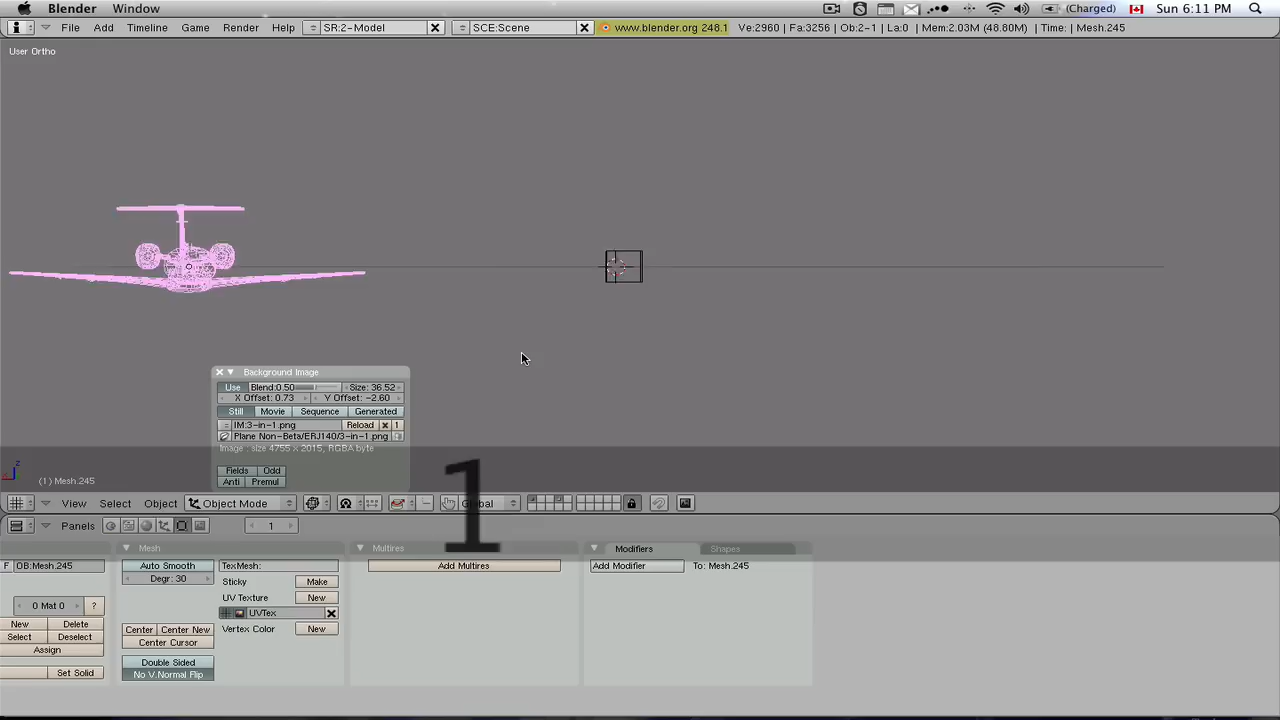 Blender Window (Charged) Sun 6:11 PM
File Add Timeline Game Render Help SR:2-Model SCE:Scene www.blender.org 248.1 Ve:2960 | Fa:3256 | Ob:2-1 | La:0 | Mem:2.03M (48.80M) | Time: | Mesh.245
User Ortho
Background Image
Use Blend:0.50 Size: 36.52
X Offset: 0.73 Y Offset: -2.60
Still Movie Sequence Generated
IM:3-in-1.png Reload 1
Plane Non-Beta/ERJ140/3-in-1.png
Image : size 4755 x 2015, RGBA byte
Fields Odd
Anti Premul
z
(1) Mesh.245
1
View Select Object Object Mode Global
Panels 1
Mesh Multires Modifiers Shapes
F OB:Mesh.245 Auto Smooth TexMesh: Add Multires Add Modifier To: Mesh.245
Degr: 30 Sticky Make
UV Texture New
0 Mat 0 ? UVTex
New Delete Center Center New Vertex Color New
Select Deselect Center Cursor
Assign
Double Sided
Set Solid No V.Normal Flip